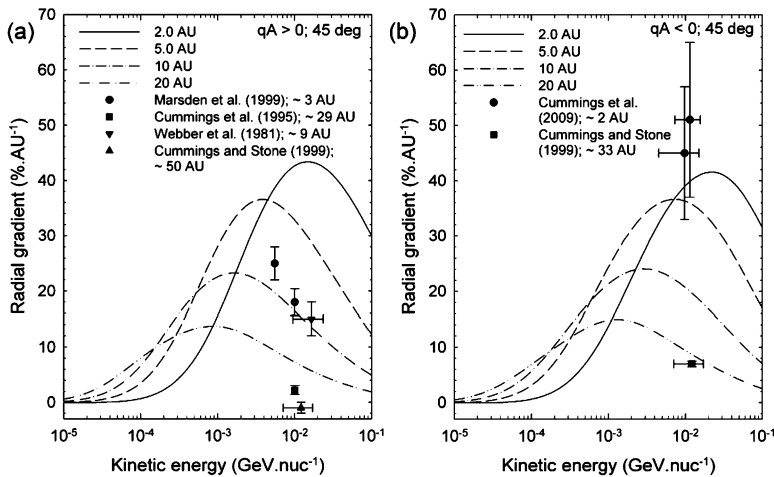 (a)
qA > 0; 45 deg
2.0 AU
5.0 AU
10 AU
20 AU
Marsden et al. (1999); ~ 3 AU
Cummings et al. (1995); ~ 29 AU
Webber et al. (1981); ~ 9 AU
Cummings and Stone (1999);
~ 50 AU
Radial gradient (%.AU⁻¹)
70
60
50
40
30
20
10
0
10⁻⁵ 10⁻⁴ 10⁻³ 10⁻² 10⁻¹
Kinetic energy (GeV.nuc⁻¹)
(b)
qA < 0; 45 deg
2.0 AU
5.0 AU
10 AU
20 AU
Cummings et al.
(2009); ~ 2 AU
Cummings and Stone
(1999); ~ 33 AU
Radial gradient (%.AU⁻¹)
70
60
50
40
30
20
10
0
10⁻⁵ 10⁻⁴ 10⁻³ 10⁻² 10⁻¹
Kinetic energy (GeV.nuc⁻¹)